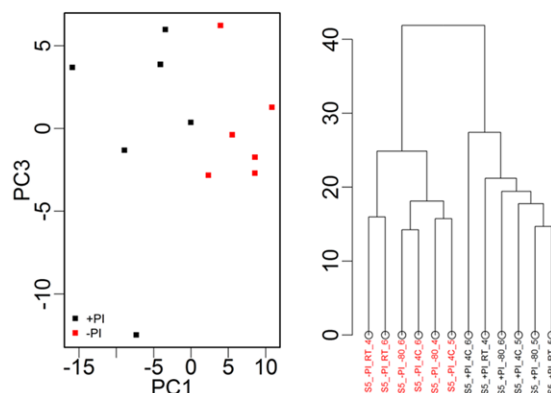 PC3
5
0
-5
-10
+PI
-PI
-15
-5
0
5
10
PC1
40
30
20
10
0
S5_-PI_RT_4
S5_-PI_RT_6
S5_-PI_-80_6
S5_-PI_4C_6
S5_-PI_-80_4
S5_-PI_4C_5
S5_+PI_4C_6
S5_+PI_RT_4
S5_+PI_-80_6
S5_+PI_4C_5
S5_+PI_-80_5
S5_+PI_RT_5